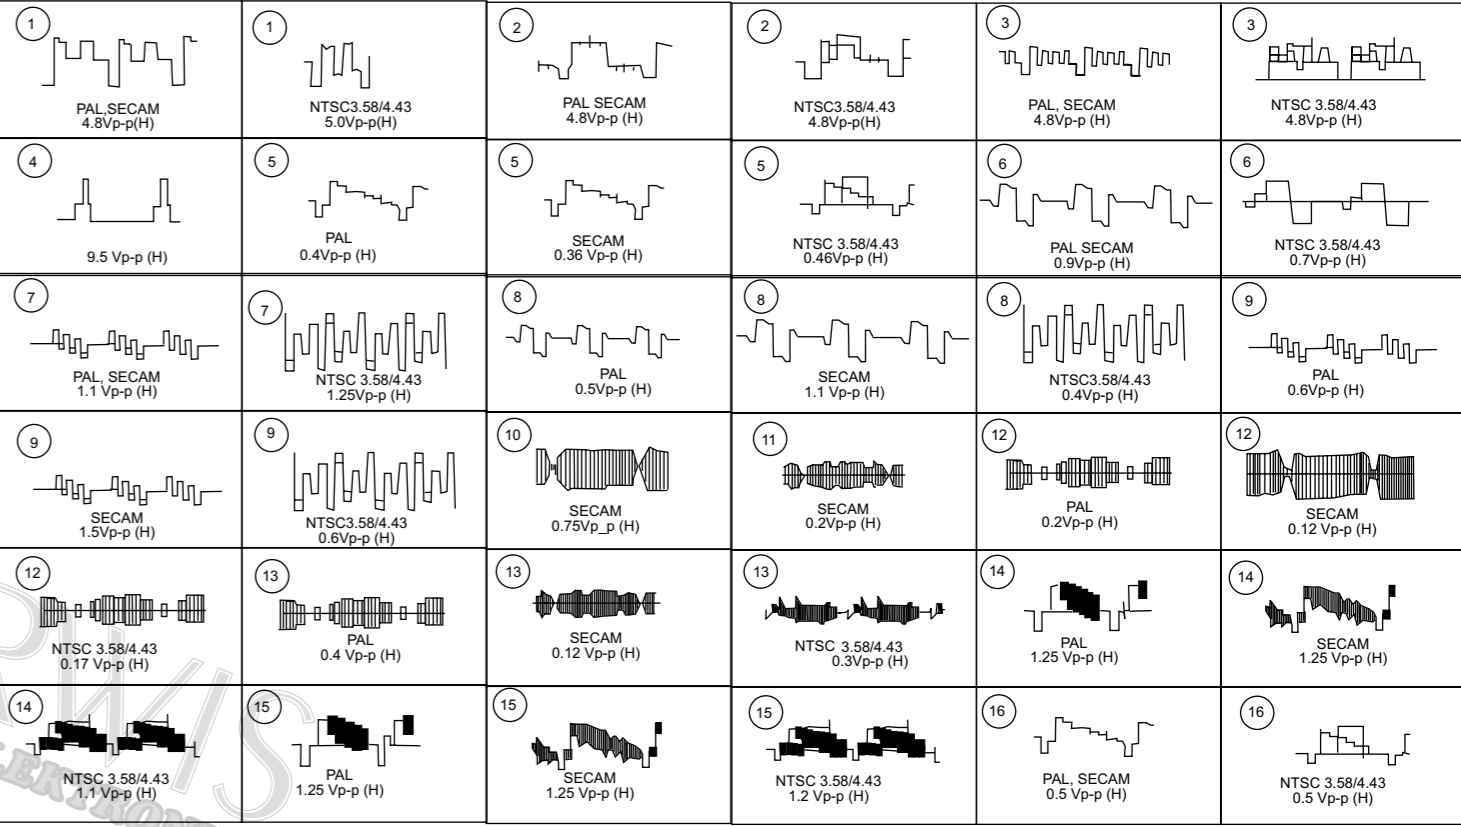 1
PAL,SECAM
4.8Vp-p(H)
1
NTSC3.58/4.43
5.0Vp-p(H)
2
PAL SECAM
4.8Vp-p (H)
2
NTSC3.58/4.43
4.8Vp-p(H)
3
PAL, SECAM
4.8Vp-p (H)
3
NTSC 3.58/4.43
4.8Vp-p (H)
4
9.5 Vp-p (H)
5
PAL
0.4Vp-p (H)
5
SECAM
0.36 Vp-p (H)
5
NTSC 3.58/4.43
0.46Vp-p (H)
6
PAL SECAM
0.9Vp-p (H)
6
NTSC 3.58/4.43
0.7Vp-p (H)
7
PAL, SECAM
1.1 Vp-p (H)
7
NTSC 3.58/4.43
1.25Vp-p (H)
8
PAL
0.5Vp-p (H)
8
SECAM
1.1 Vp-p (H)
8
NTSC3.58/4.43
0.4Vp-p (H)
9
PAL
0.6Vp-p (H)
9
SECAM
1.5Vp-p (H)
9
NTSC3.58/4.43
0.6Vp-p (H)
10
SECAM
0.75Vp_p (H)
11
SECAM
0.2Vp-p (H)
12
PAL
0.2Vp-p (H)
12
SECAM
0.12 Vp-p (H)
12
NTSC 3.58/4.43
0.17 Vp-p (H)
13
PAL
0.4 Vp-p (H)
13
SECAM
0.12 Vp-p (H)
13
NTSC 3.58/4.43
0.3Vp-p (H)
14
PAL
1.25 Vp-p (H)
14
SECAM
1.25 Vp-p (H)
14
NTSC 3.58/4.43
1.1 Vp-p (H)
15
PAL
1.25 Vp-p (H)
15
SECAM
1.25 Vp-p (H)
15
NTSC 3.58/4.43
1.2 Vp-p (H)
16
PAL, SECAM
0.5 Vp-p (H)
16
NTSC 3.58/4.43
0.5 Vp-p (H)